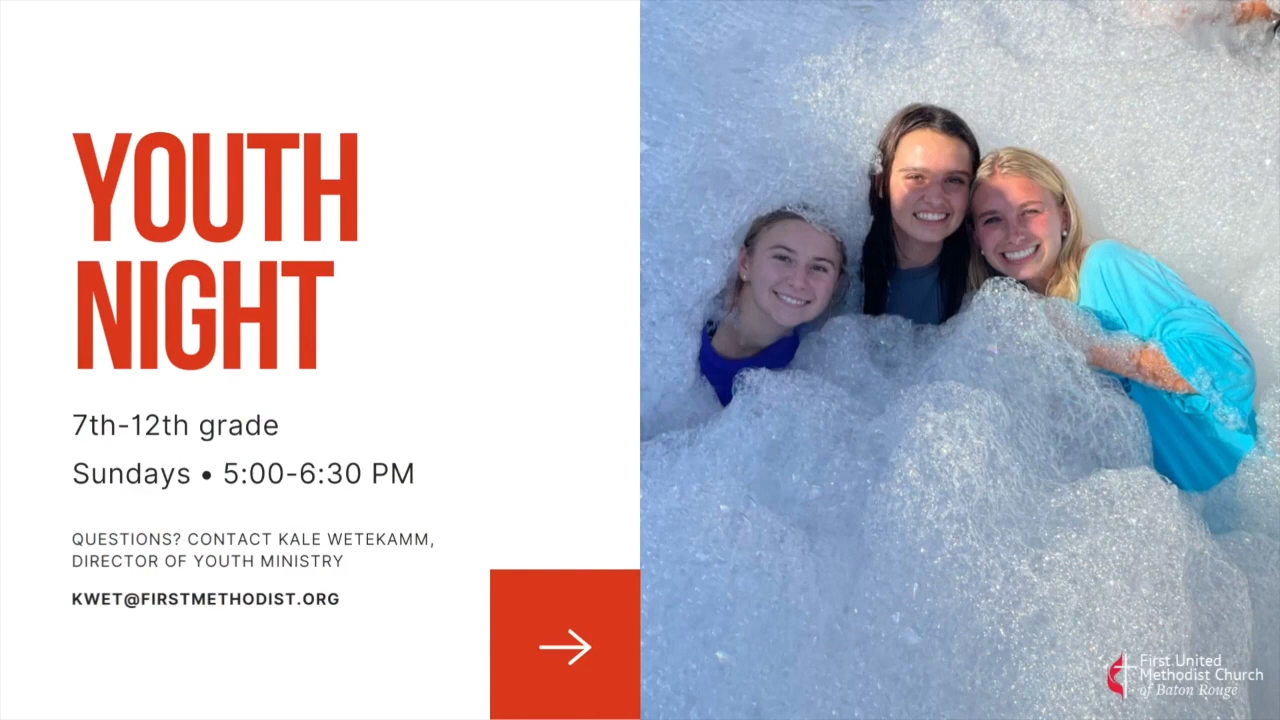 YOUTH
NIGHT
7th-12th grade
Sundays • 5:00-6:30 PM
QUESTIONS? CONTACT KALE WETEKAMM,
DIRECTOR OF YOUTH MINISTRY
KWET@FIRSTMETHODIST.ORG
First United
Methodist Church
of Baton Rouge